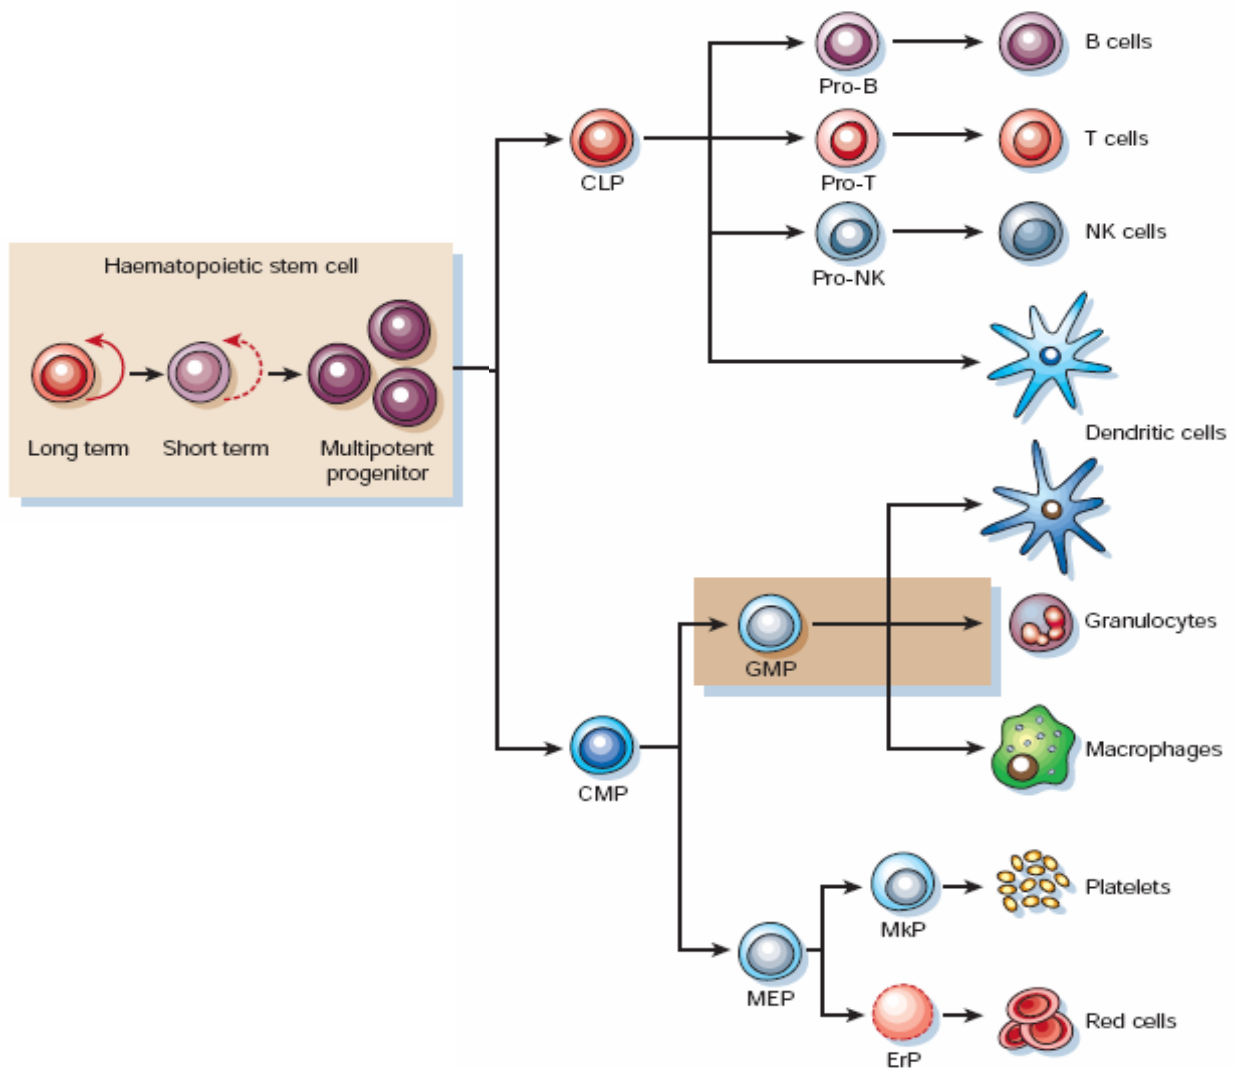 B cells
Pro-B
T cells
CLP
Pro-T
NK cells
Pro-NK
Haematopoietic stem cell
Long term
Short term
Multipotent
progenitor
Dendritic cells
Granulocytes
GMP
Macrophages
CMP
Platelets
MkP
MEP
Red cells
ErP